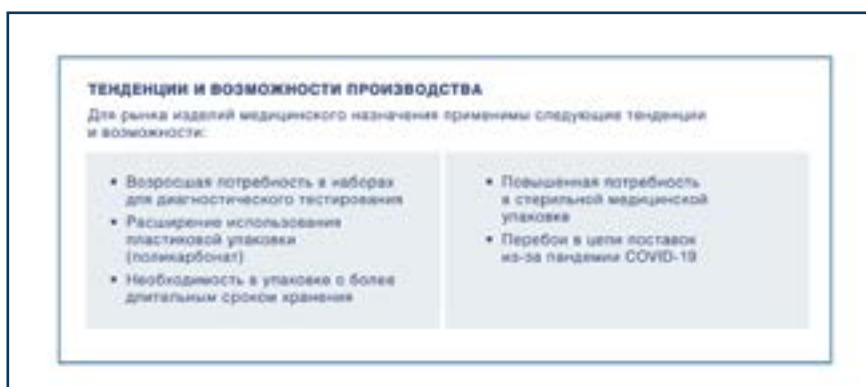 ТЕНДЕНЦИИ И ВОЗМОЖНОСТИ ПРОИЗВОДСТВА
Для рынка изделий медицинского назначения применимы следующие тенденции
и возможности:
• Возросшая потребность в наборах
для диагностического тестирования
• Расширение использования
пластиковой упаковки
(поликарбонат)
• Необходимость в упаковке с более
длительным сроком хранения
• Повышенная потребность
в стерильной медицинской
упаковке
• Перебои в цепи поставок
из-за пандемии COVID-19